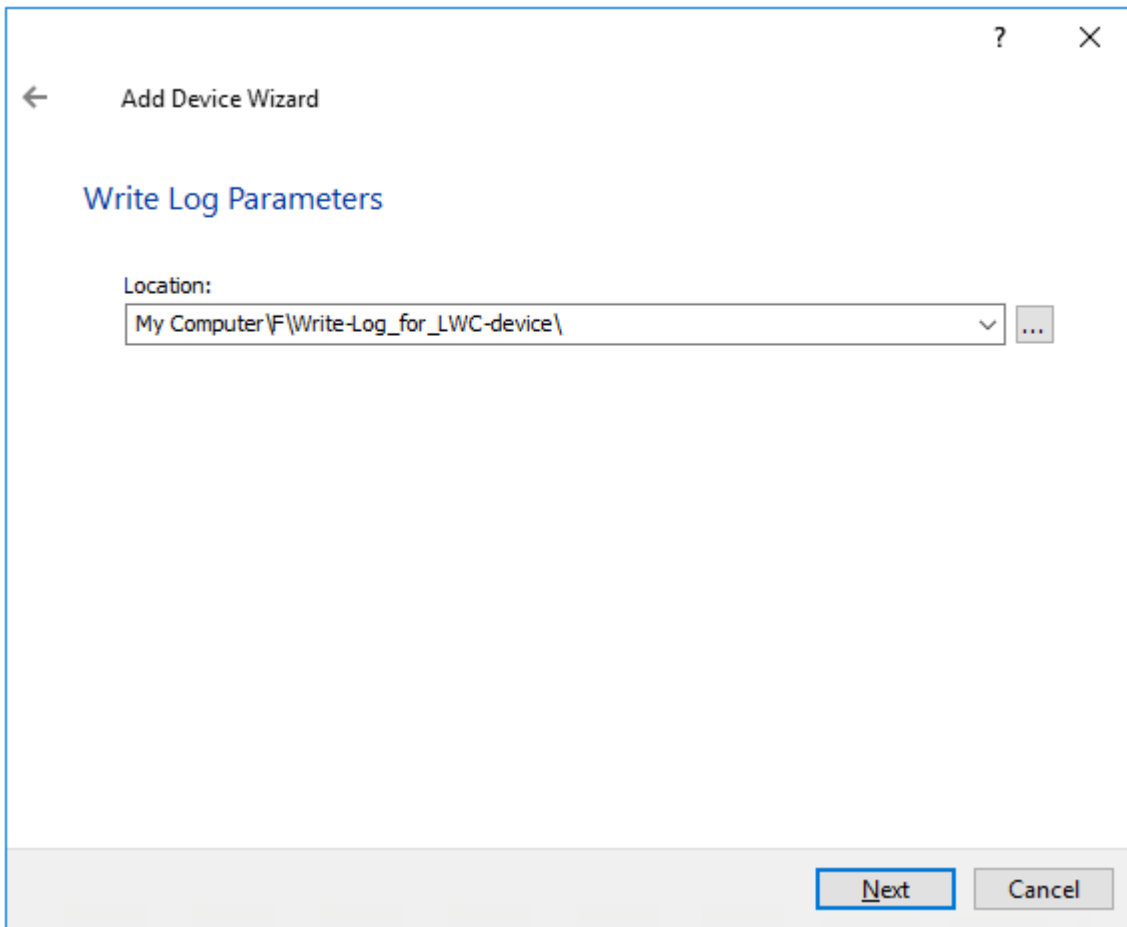 ?
Add Device Wizard
Write Log Parameters
Location:
My Computer\F\Write-Log_for_LWC-device\
...
Next Cancel